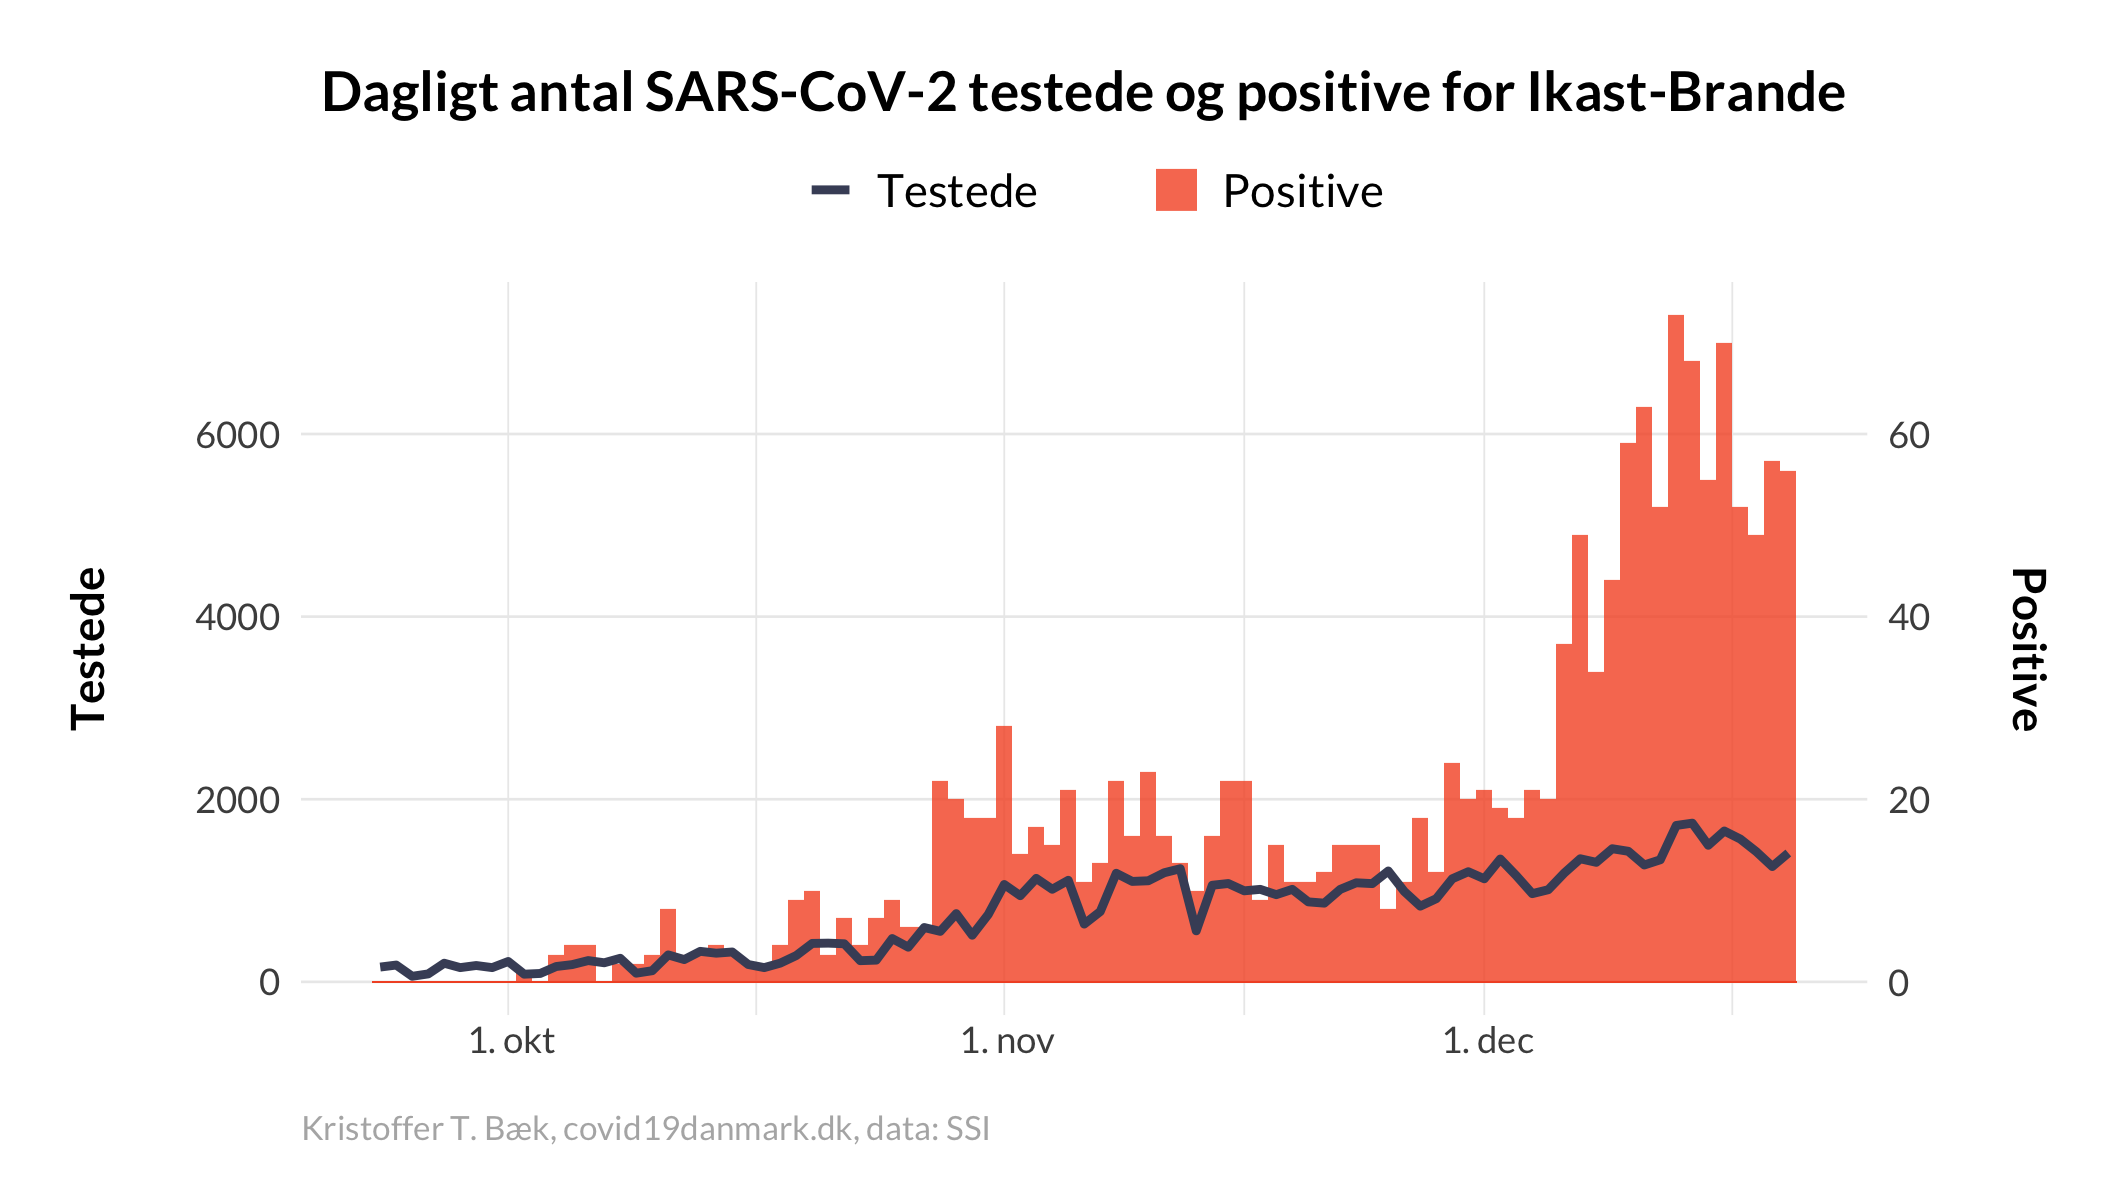 Dagligt antal SARS-CoV-2 testede og positive for Ikast-Brande
Testede
Positive
6000
4000
2000
0
60
40
20
0
Testede
Positive
1. okt
1. nov
1. dec
Kristoffer T. Bæk, covid19danmark.dk, data: SSI